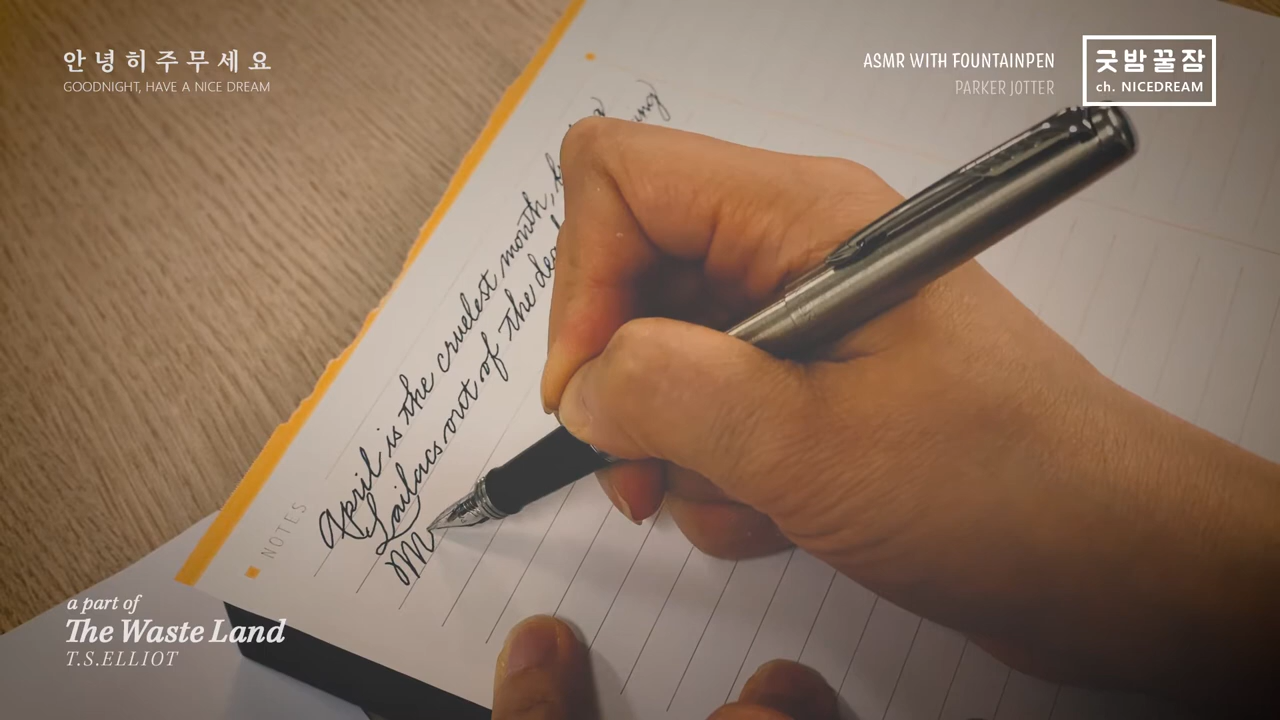 안녕히주무세요
GOODNIGHT, HAVE A NICE DREAM
ASMR WITH FOUNTAINPEN
PARKER JOTTER
굿밤꿀잠
ch. NICEDREAM
NOTES
April is the cruelest month,
Lailacs out of the dea
M
a part of
The Waste Land
T.S.ELLIOT